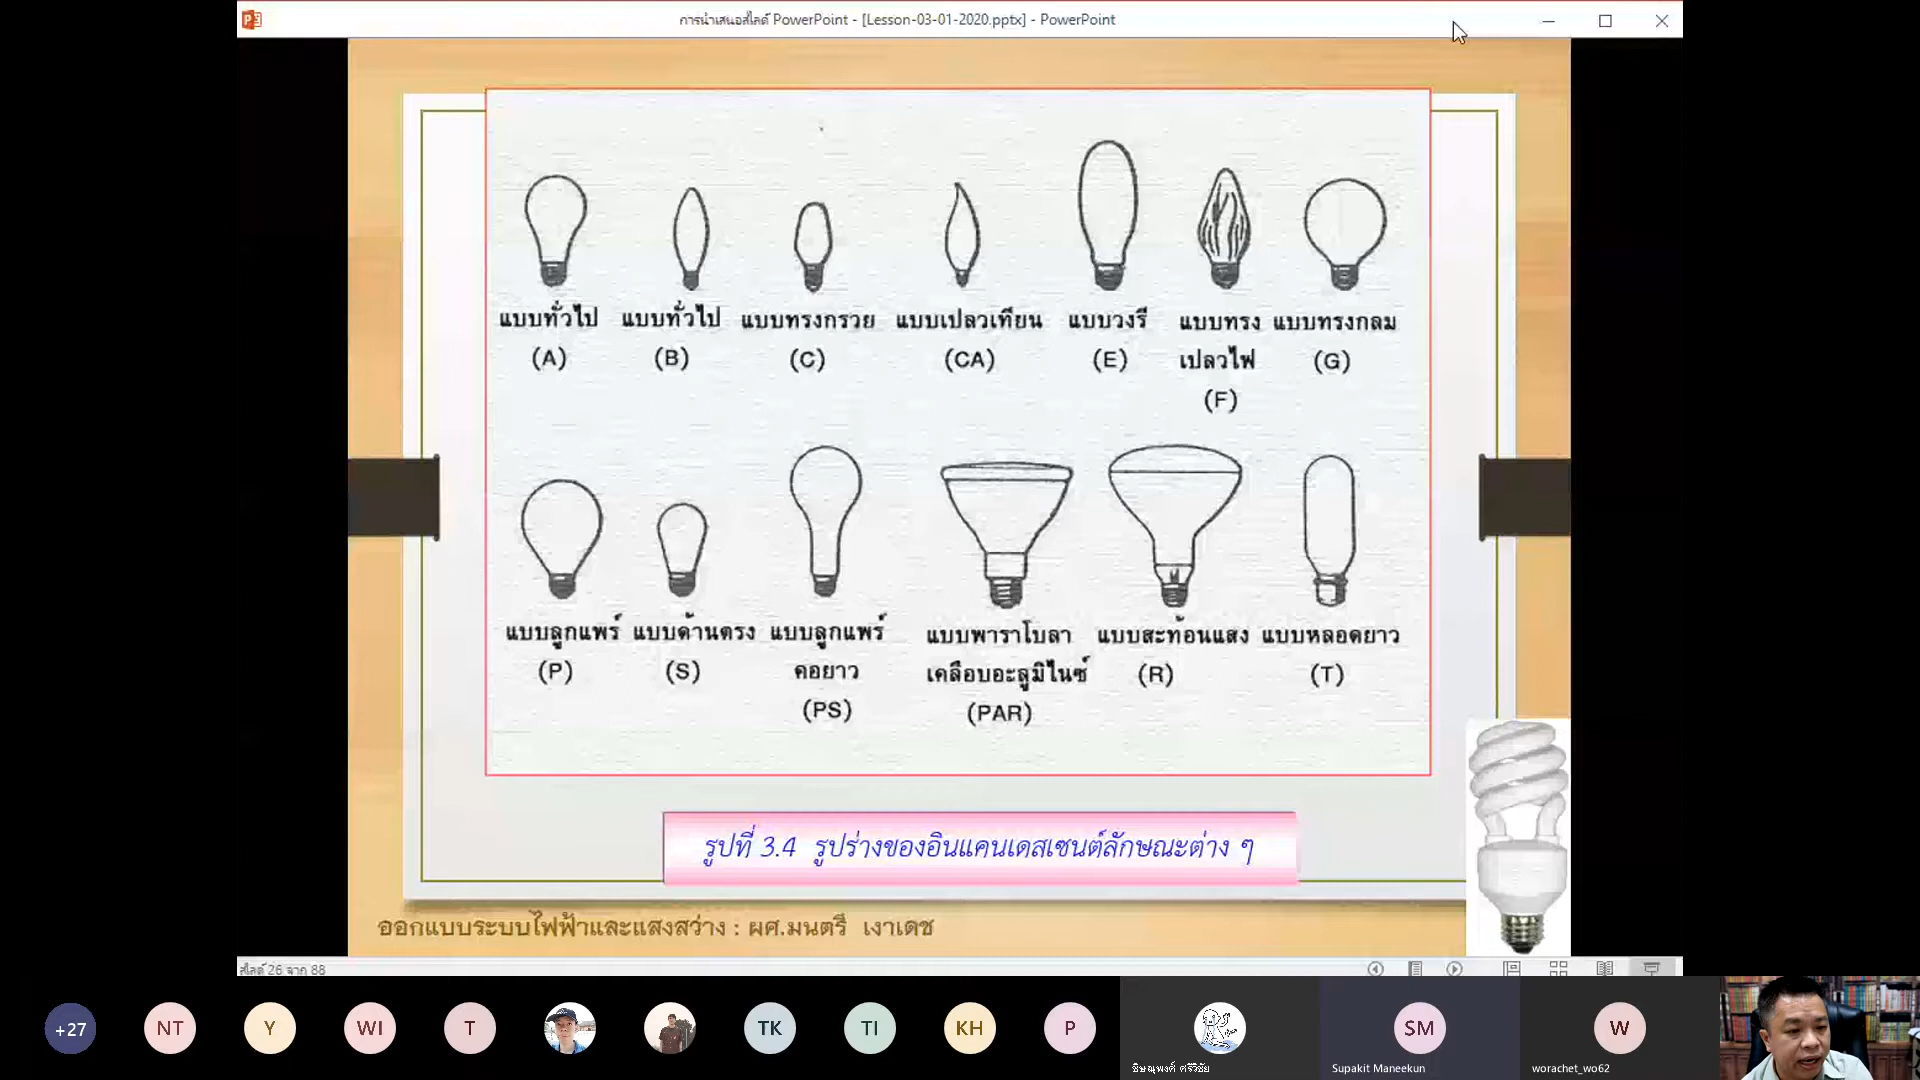 การนำเสนอสไลด์ PowerPoint - [Lesson-03-01-2020.pptx] - PowerPoint
แบบทั่วไป แบบทั่วไป แบบทรงกรวย แบบเปลวเทียน แบบวงรี แบบทรง แบบทรงกลม
(A) (B) (C) (CA) (E) เปลวไฟ (G)
(F)
แบบลูกแพร์ แบบด้านตรง แบบลูกแพร์ แบบพาราโบลา แบบสะท้อนแสง แบบหลอดยาว
(P) (S) คอยาว เคลือบอะลูมิไนซ์ (R) (T)
(PS) (PAR)
รูปที่ 3.4 รูปร่างของอินแคนเดสเซนต์ลักษณะต่าง ๆ
ออกแบบระบบไฟฟ้าและแสงสว่าง : ผศ.มนตรี เงาเดช
สไลด์ 26 จาก 88
+27 NT Y WI T TK TI KH P SM W
ชิษณุพงศ์ ศรีวิชัย Supakit Maneekun worachet_wo62